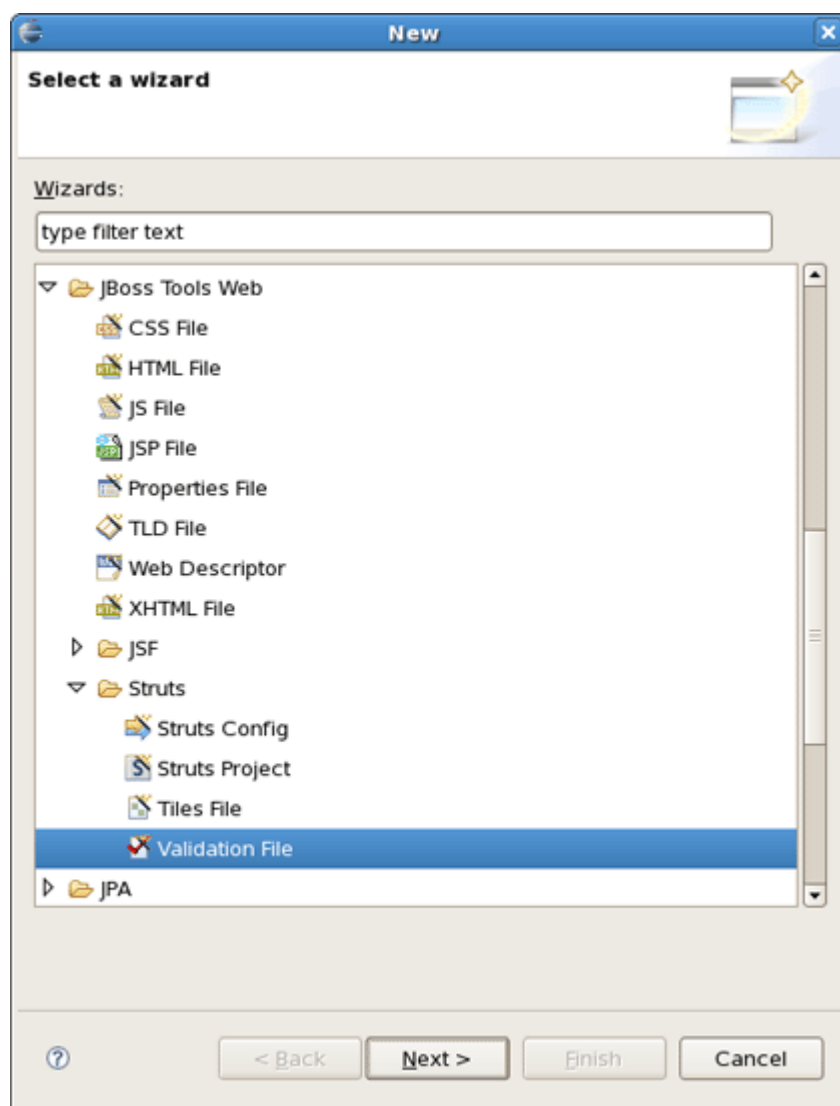 New
Select a wizard
Wizards:
type filter text
JBoss Tools Web
CSS File
HTML File
JS File
JSP File
Properties File
TLD File
Web Descriptor
XHTML File
JSF
Struts
Struts Config
Struts Project
Tiles File
Validation File
JPA
< Back Next > Finish Cancel